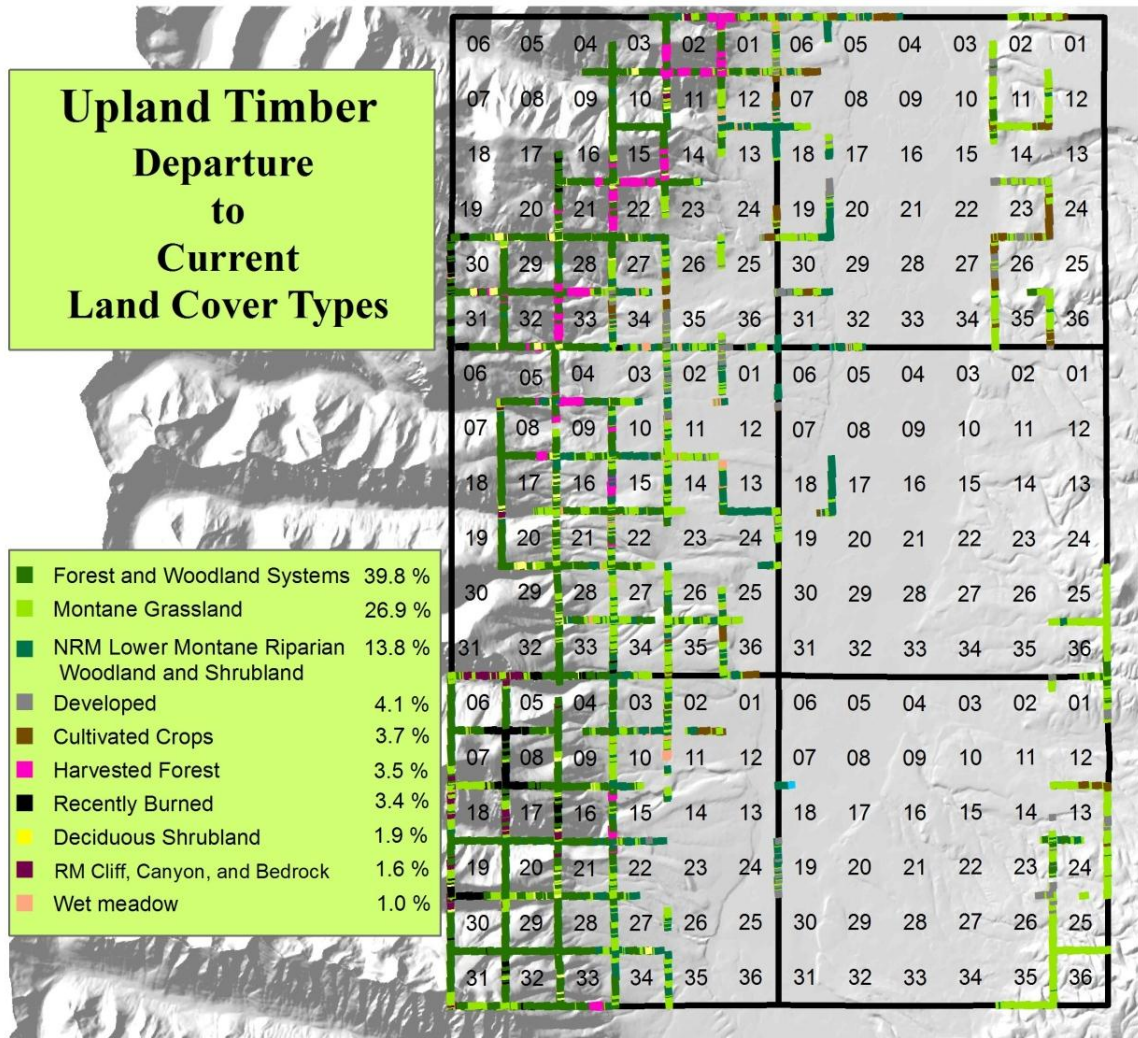 Upland Timber
Departure
to
Current
Land Cover Types
06 05 04 03 02 01 06 05 04 03 02 01
07 08 09 10 11 12 07 08 09 10 11 12
18 17 16 15 14 13 18 17 16 15 14 13
19 20 21 22 23 24 19 20 21 22 23 24
30 29 28 27 26 25 30 29 28 27 26 25
31 32 33 34 35 36 31 32 33 34 35 36
06 05 04 03 02 01 06 05 04 03 02 01
07 08 09 10 11 12 07 08 09 10 11 12
18 17 16 15 14 13 18 17 16 15 14 13
19 20 21 22 23 24 19 20 21 22 23 24
30 29 28 27 26 25 30 29 28 27 26 25
31 32 33 34 35 36 31 32 33 34 35 36
06 05 04 03 02 01 06 05 04 03 02 01
07 08 09 10 11 12 07 08 09 10 11 12
18 17 16 15 14 13 18 17 16 15 14 13
19 20 21 22 23 24 19 20 21 22 23 24
30 29 28 27 26 25 30 29 28 27 26 25
31 32 33 34 35 36 31 32 33 34 35 36
Forest and Woodland Systems 39.8 %
Montane Grassland 26.9 %
NRM Lower Montane Riparian 13.8 %
Woodland and Shrubland
Developed 4.1 %
Cultivated Crops 3.7 %
Harvested Forest 3.5 %
Recently Burned 3.4 %
Deciduous Shrubland 1.9 %
RM Cliff, Canyon, and Bedrock 1.6 %
Wet meadow 1.0 %